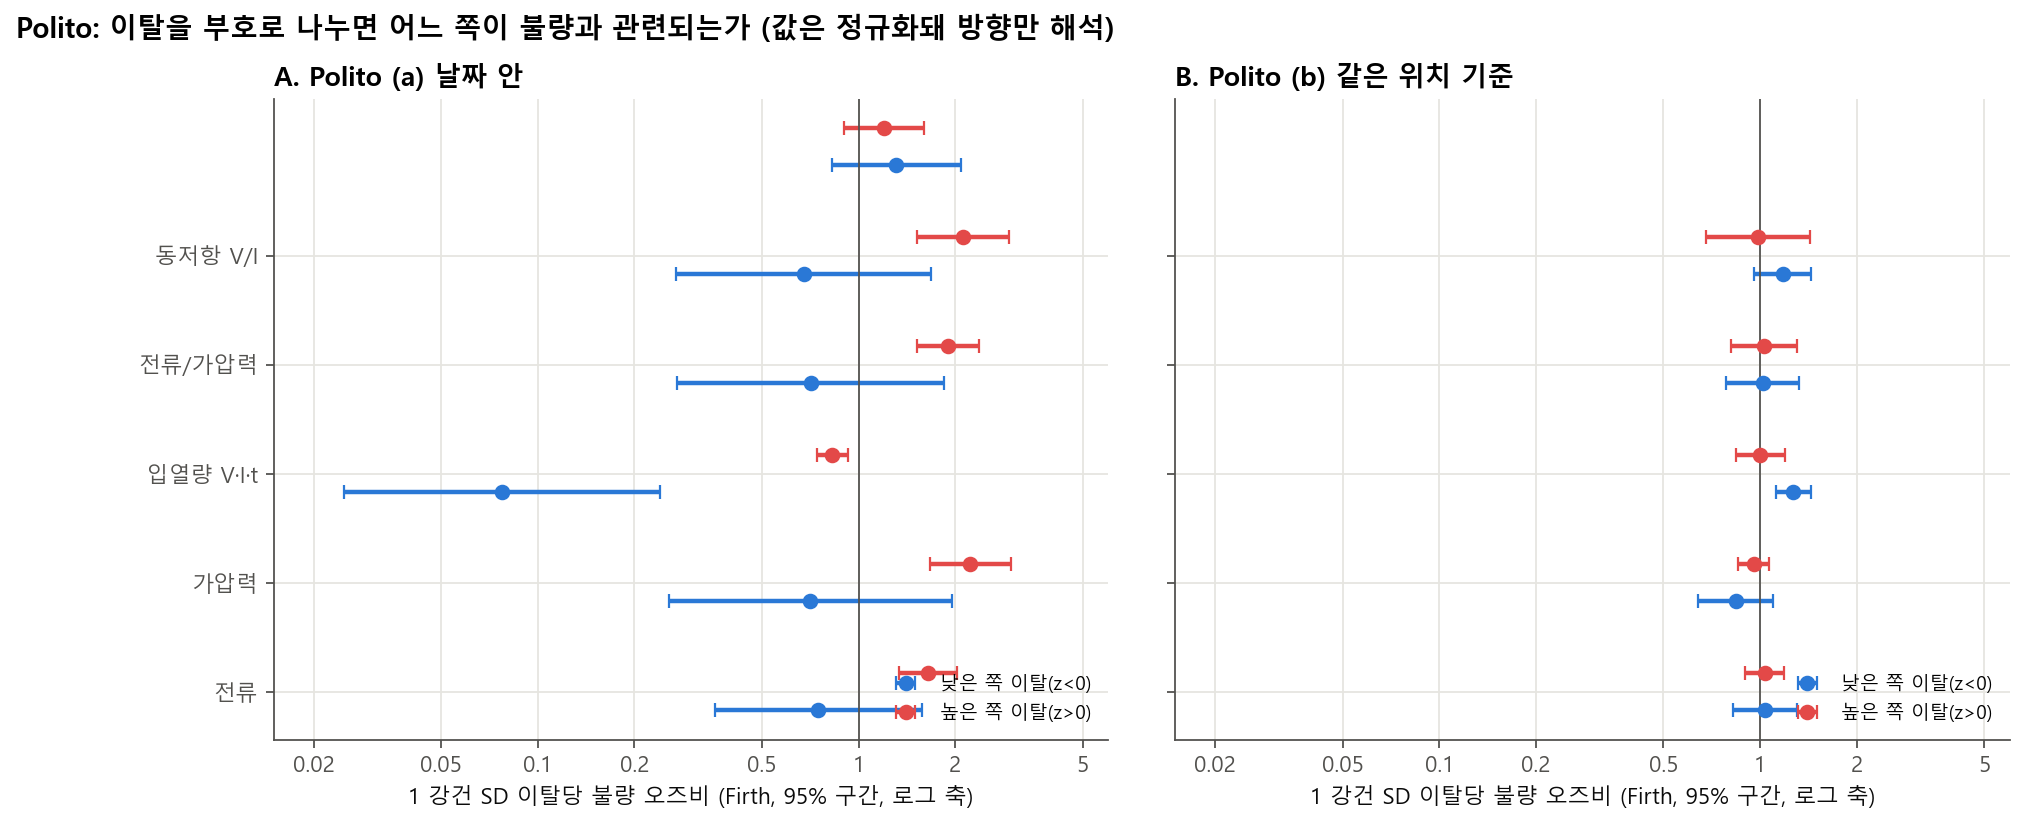 Polito: 이탈을 부호로 나누면 어느 쪽이 불량과 관련되는가 (값은 정규화돼 방향만 해석)
A. Polito (a) 날짜 안
동저항 V/I
전류/가압력
입열량 V·I·t
가압력
전류
낮은 쪽 이탈(z<0)
높은 쪽 이탈(z>0)
0.02 0.05 0.1 0.2 0.5 1 2 5
1 강건 SD 이탈당 불량 오즈비 (Firth, 95% 구간, 로그 축)
B. Polito (b) 같은 위치 기준
낮은 쪽 이탈(z<0)
높은 쪽 이탈(z>0)
0.02 0.05 0.1 0.2 0.5 1 2 5
1 강건 SD 이탈당 불량 오즈비 (Firth, 95% 구간, 로그 축)